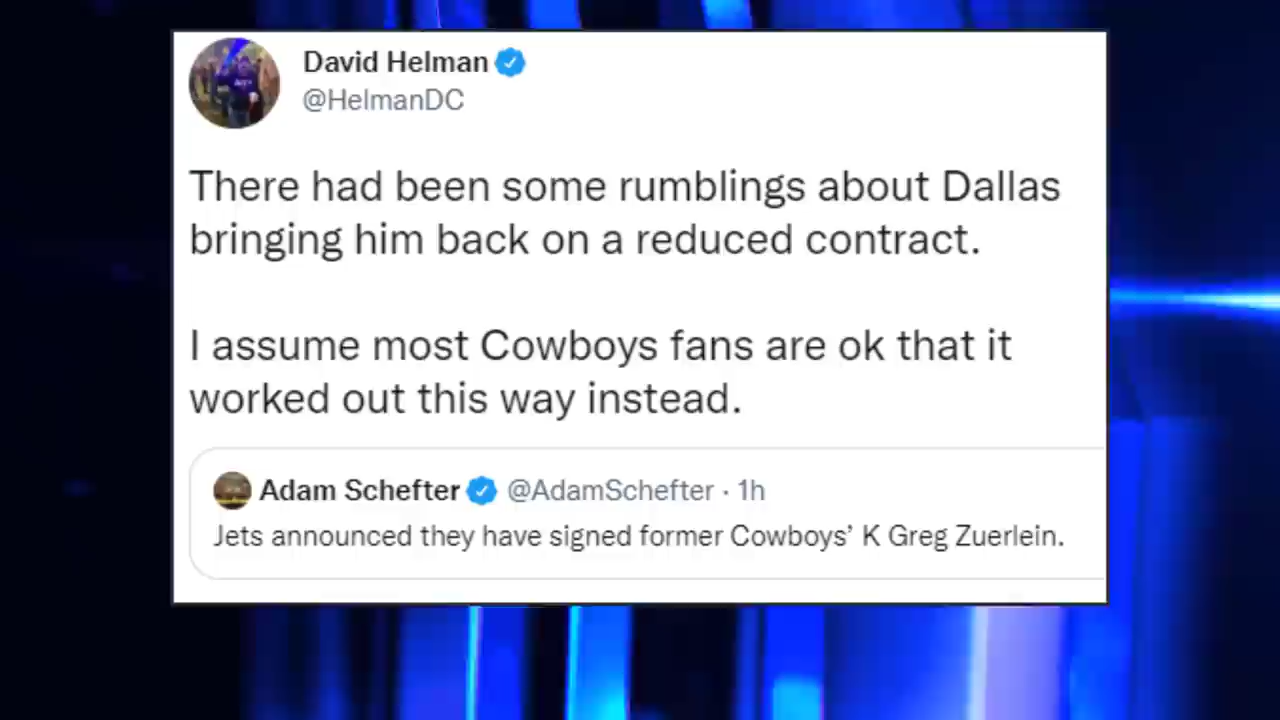 David Helman
@HelmanDC
There had been some rumblings about Dallas
bringing him back on a reduced contract.
I assume most Cowboys fans are ok that it
worked out this way instead.
Adam Schefter @AdamSchefter · 1h
Jets announced they have signed former Cowboys’ K Greg Zuerlein.